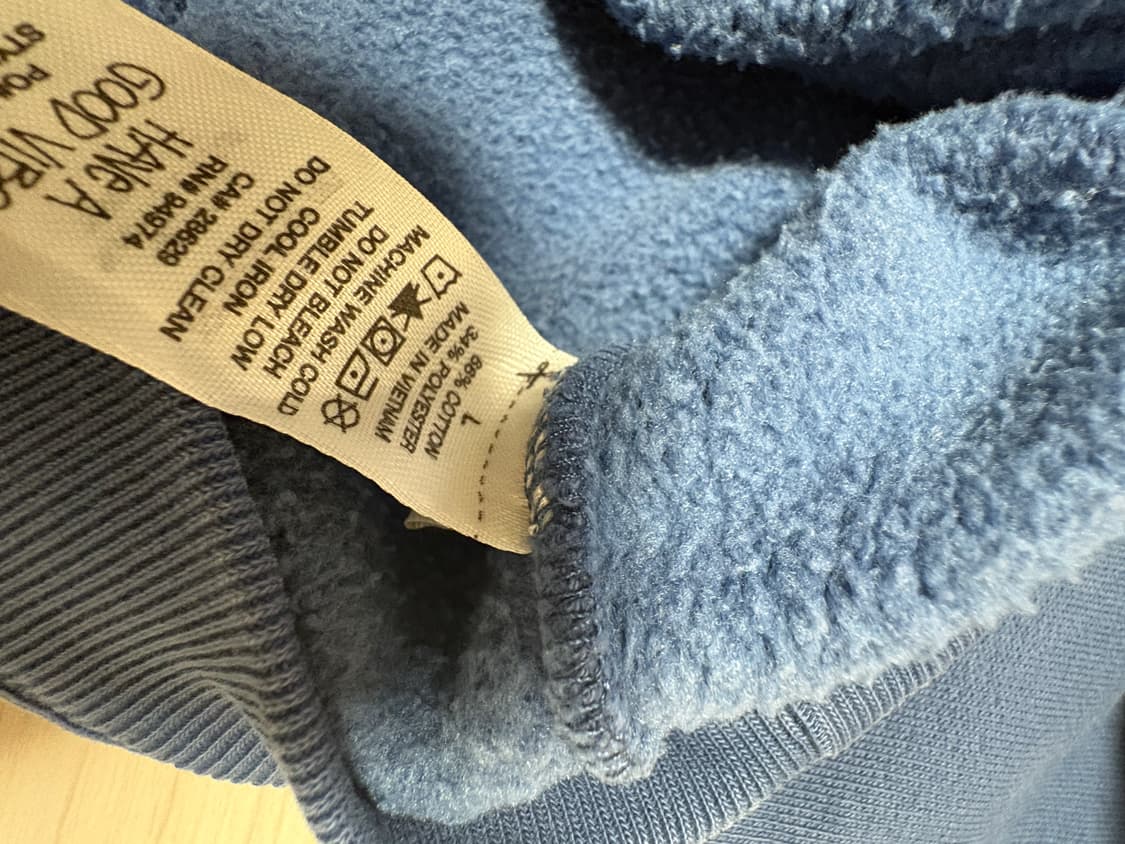 L
66% COTTON
34% POLYESTER
MADE IN VIETNAM
MACHINE WASH COLD
DO NOT BLEACH
TUMBLE DRY LOW
COOL IRON
DO NOT DRY CLEAN
CA# 28629
RN# 94974
HAVE A
GOOD